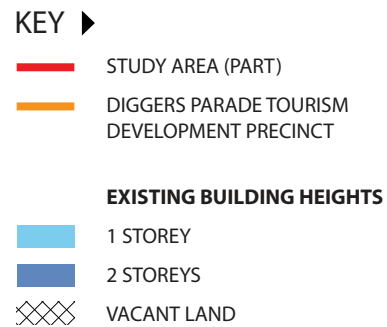 KEY
STUDY AREA (PART)
DIGGERS PARADE TOURISM
DEVELOPMENT PRECINCT
EXISTING BUILDING HEIGHTS
1 STOREY
2 STOREYS
VACANT LAND